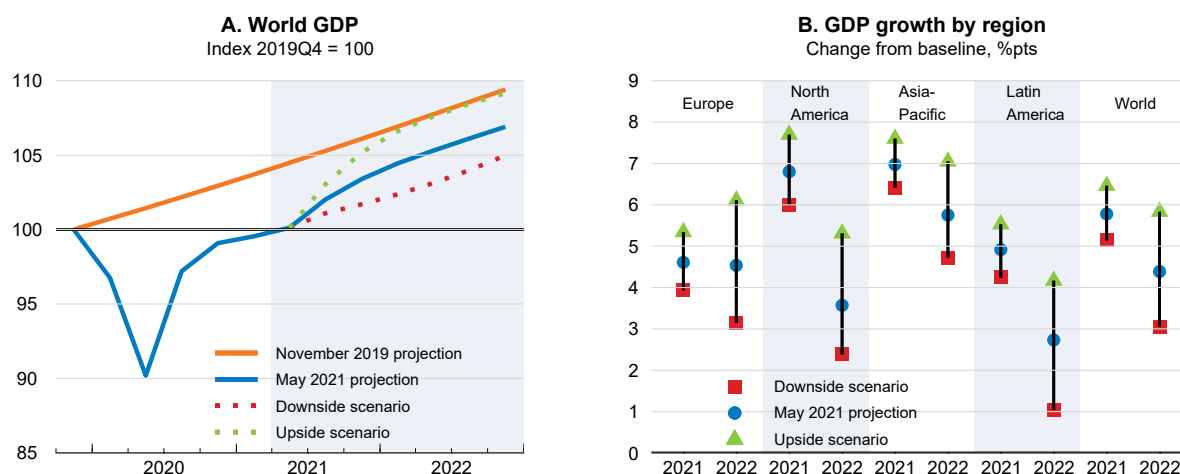 A. World GDP
Index 2019Q4 = 100
110
105
100
95
90
85
November 2019 projection
May 2021 projection
Downside scenario
Upside scenario
2020
2021
2022
B. GDP growth by region
Change from baseline, %pts
9
8
7
6
5
4
3
2
1
0
Europe
North
America
Asia-
Pacific
Latin
America
World
Downside scenario
May 2021 projection
Upside scenario
2021 2022 2021 2022 2021 2022 2021 2022 2021 2022